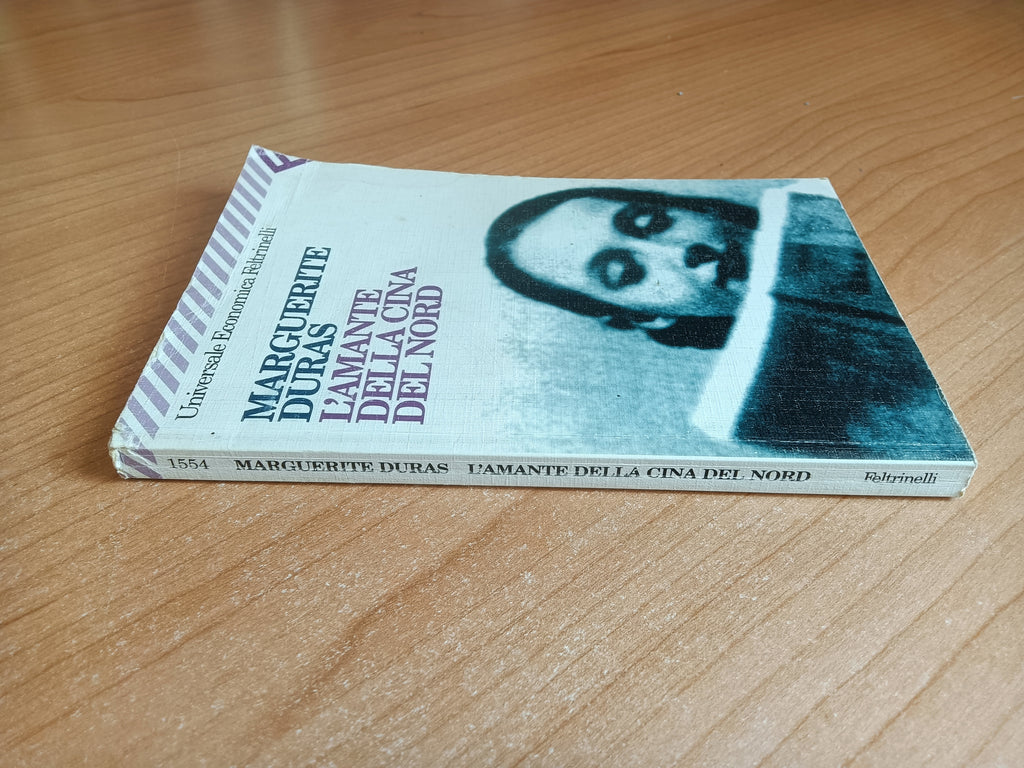 Universale Economica Feltrinelli
MARGUERITE
DURAS
L'AMANTE
DELLA CINA
DEL NORD
1554 MARGUERITE DURAS L'AMANTE DELLA CINA DEL NORD Feltrinelli